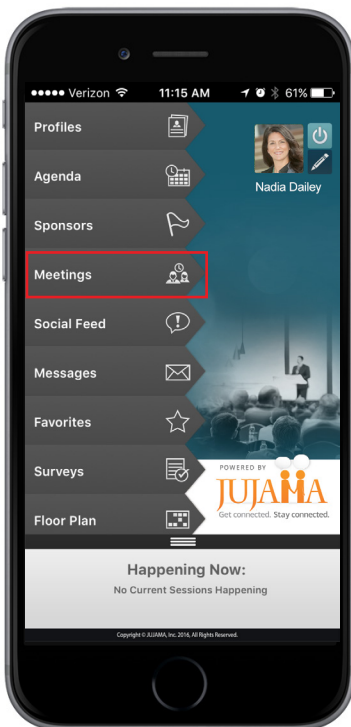 Verizon 11:15 AM 61%
Profiles
Agenda
Nadia Dailey
Sponsors
Meetings
Social Feed
Messages
Favorites
Surveys
POWERED BY
JUJAMA
Get connected. Stay connected.
Floor Plan
Happening Now:
No Current Sessions Happening
Copyright © JUJAMA, Inc. 2016, All Rights Reserved.